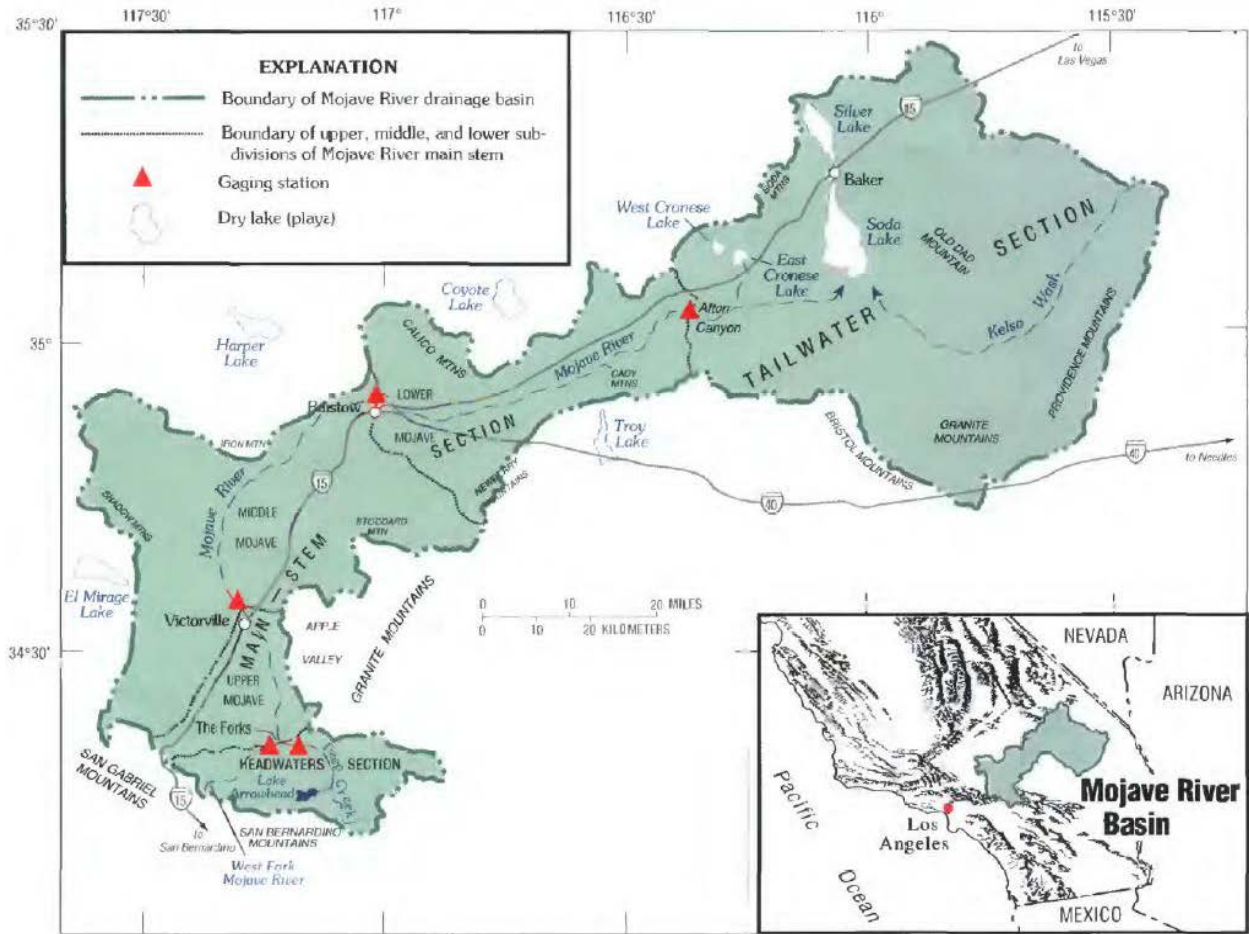 117°30'
117°
116°30'
116°
115°30'
35°30'
35°
34°30'
EXPLANATION
Boundary of Mojave River drainage basin
Boundary of upper, middle, and lower sub-
divisions of Mojave River main stem
Gaging station
Dry lake (playa)
to
Las Vegas
15
Silver
Lake
Baker
SODA
MTNS
West Cronese
Lake
East
Cronese
Lake
Soda
Lake
OLD DAD
MOUNTAIN
SECTION
Kelso Wash
PROVIDENCE MOUNTAINS
TAILWATER
Afton
Canyon
Coyote
Lake
Harper
Lake
CALICO MTNS
Mojave River
CADY
MTNS
LOWER
MOJAVE
SECTION
Barstow
Troy
Lake
BRISTOL MOUNTAINS
GRANITE
MOUNTAINS
40
to Needles
40
IRON MTN
NEWBERRY
MOUNTAINS
15
Mojave River
MIDDLE
MOJAVE
STODDARD
MTN
SHADOW MTNS
STEM
MAIN
El Mirage
Lake
Victorville
APPLE
VALLEY
GRANITE MOUNTAINS
0 10 20 MILES
0 10 20 KILOMETERS
UPPER
MOJAVE
The Forks
HEADWATERS SECTION
Lake
Arrowhead
Creek
SAN GABRIEL
MOUNTAINS
15
to
San Bernardino
SAN BERNARDINO
MOUNTAINS
West Fork
Mojave River
NEVADA
ARIZONA
Pacific
Ocean
Los
Angeles
Mojave River
Basin
MEXICO